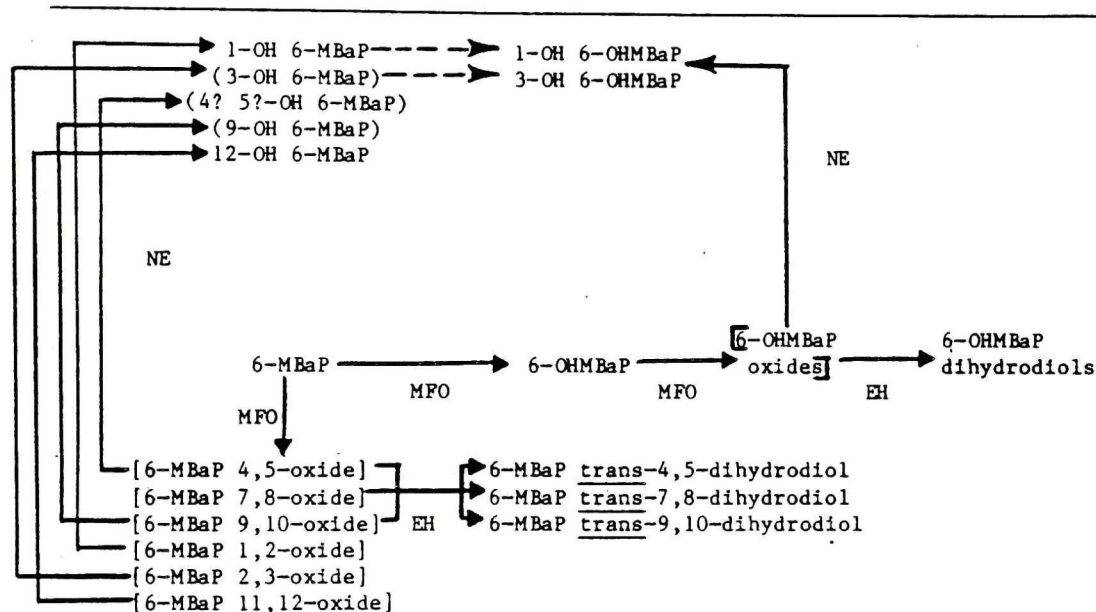 1-OH 6-MBaP 1-OH 6-OHMBaP
(3-OH 6-MBaP) 3-OH 6-OHMBaP
(4? 5?-OH 6-MBaP)
(9-OH 6-MBaP)
12-OH 6-MBaP
NE
NE
[6-OHMBaP 6-OHMBaP
6-MBaP 6-OHMBaP oxides] dihydrodiols
MFO MFO EH
MFO
[6-MBaP 4,5-oxide] 6-MBaP trans-4,5-dihydrodiol
[6-MBaP 7,8-oxide] 6-MBaP trans-7,8-dihydrodiol
[6-MBaP 9,10-oxide] EH 6-MBaP trans-9,10-dihydrodiol
[6-MBaP 1,2-oxide]
[6-MBaP 2,3-oxide]
[6-MBaP 11,12-oxide]